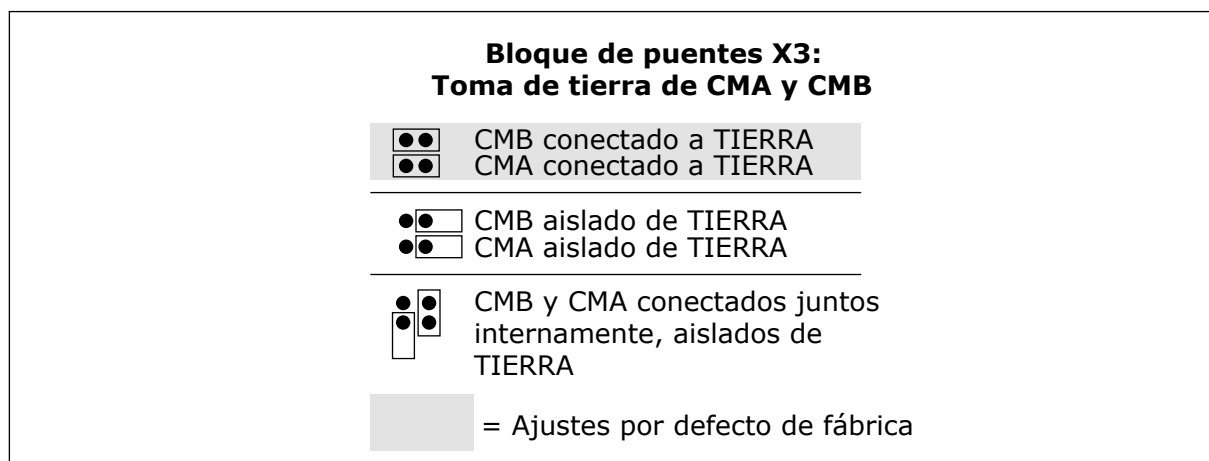 Bloque de puentes X3:
Toma de tierra de CMA y CMB
CMB conectado a TIERRA
CMA conectado a TIERRA
CMB aislado de TIERRA
CMA aislado de TIERRA
CMB y CMA conectados juntos
internamente, aislados de
TIERRA
= Ajustes por defecto de fábrica